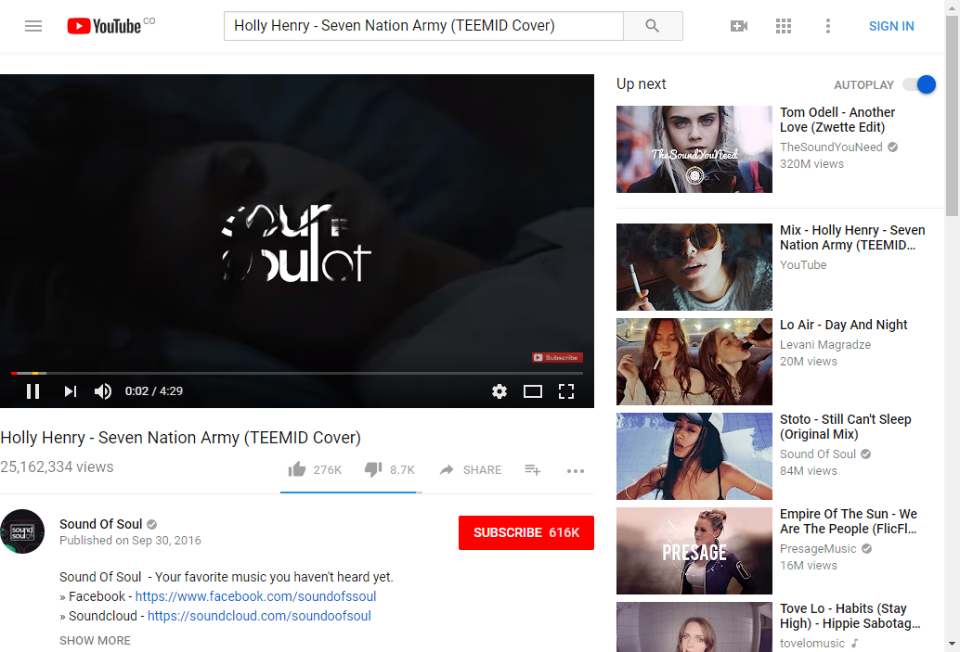 YouTube CO
Holly Henry - Seven Nation Army (TEEMID Cover)
SIGN IN
Up next
AUTOPLAY
TheSoundYouNeed
Tom Odell - Another
Love (Zwette Edit)
TheSoundYouNeed
320M views
Mix - Holly Henry - Seven
Nation Army (TEEMID...
YouTube
Lo Air - Day And Night
Levani Magradze
20M views
Stoto - Still Can't Sleep
(Original Mix)
Sound Of Soul
84M views
PRESAGE
Empire Of The Sun - We
Are The People (FlicFl...
PresageMusic
16M views
Tove Lo - Habits (Stay
High) - Hippie Sabotag...
tovelomusic
Subscribe
0:02 / 4:29
Holly Henry - Seven Nation Army (TEEMID Cover)
25,162,334 views
276K
8.7K
SHARE
sound
soulof
Sound Of Soul
Published on Sep 30, 2016
SUBSCRIBE 616K
Sound Of Soul - Your favorite music you haven't heard yet.
» Facebook - https://www.facebook.com/soundofssoul
» Soundcloud - https://soundcloud.com/soundoofsoul
SHOW MORE